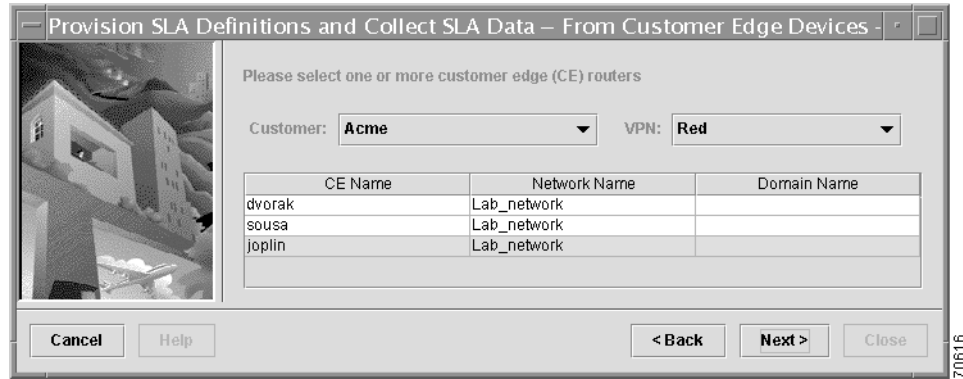 Provision SLA Definitions and Collect SLA Data – From Customer Edge Devices -
Please select one or more customer edge (CE) routers
Customer: Acme VPN: Red
CE Name Network Name Domain Name
dvorak Lab_network
sousa Lab_network
joplin Lab_network
Cancel Help < Back Next > Close
70616